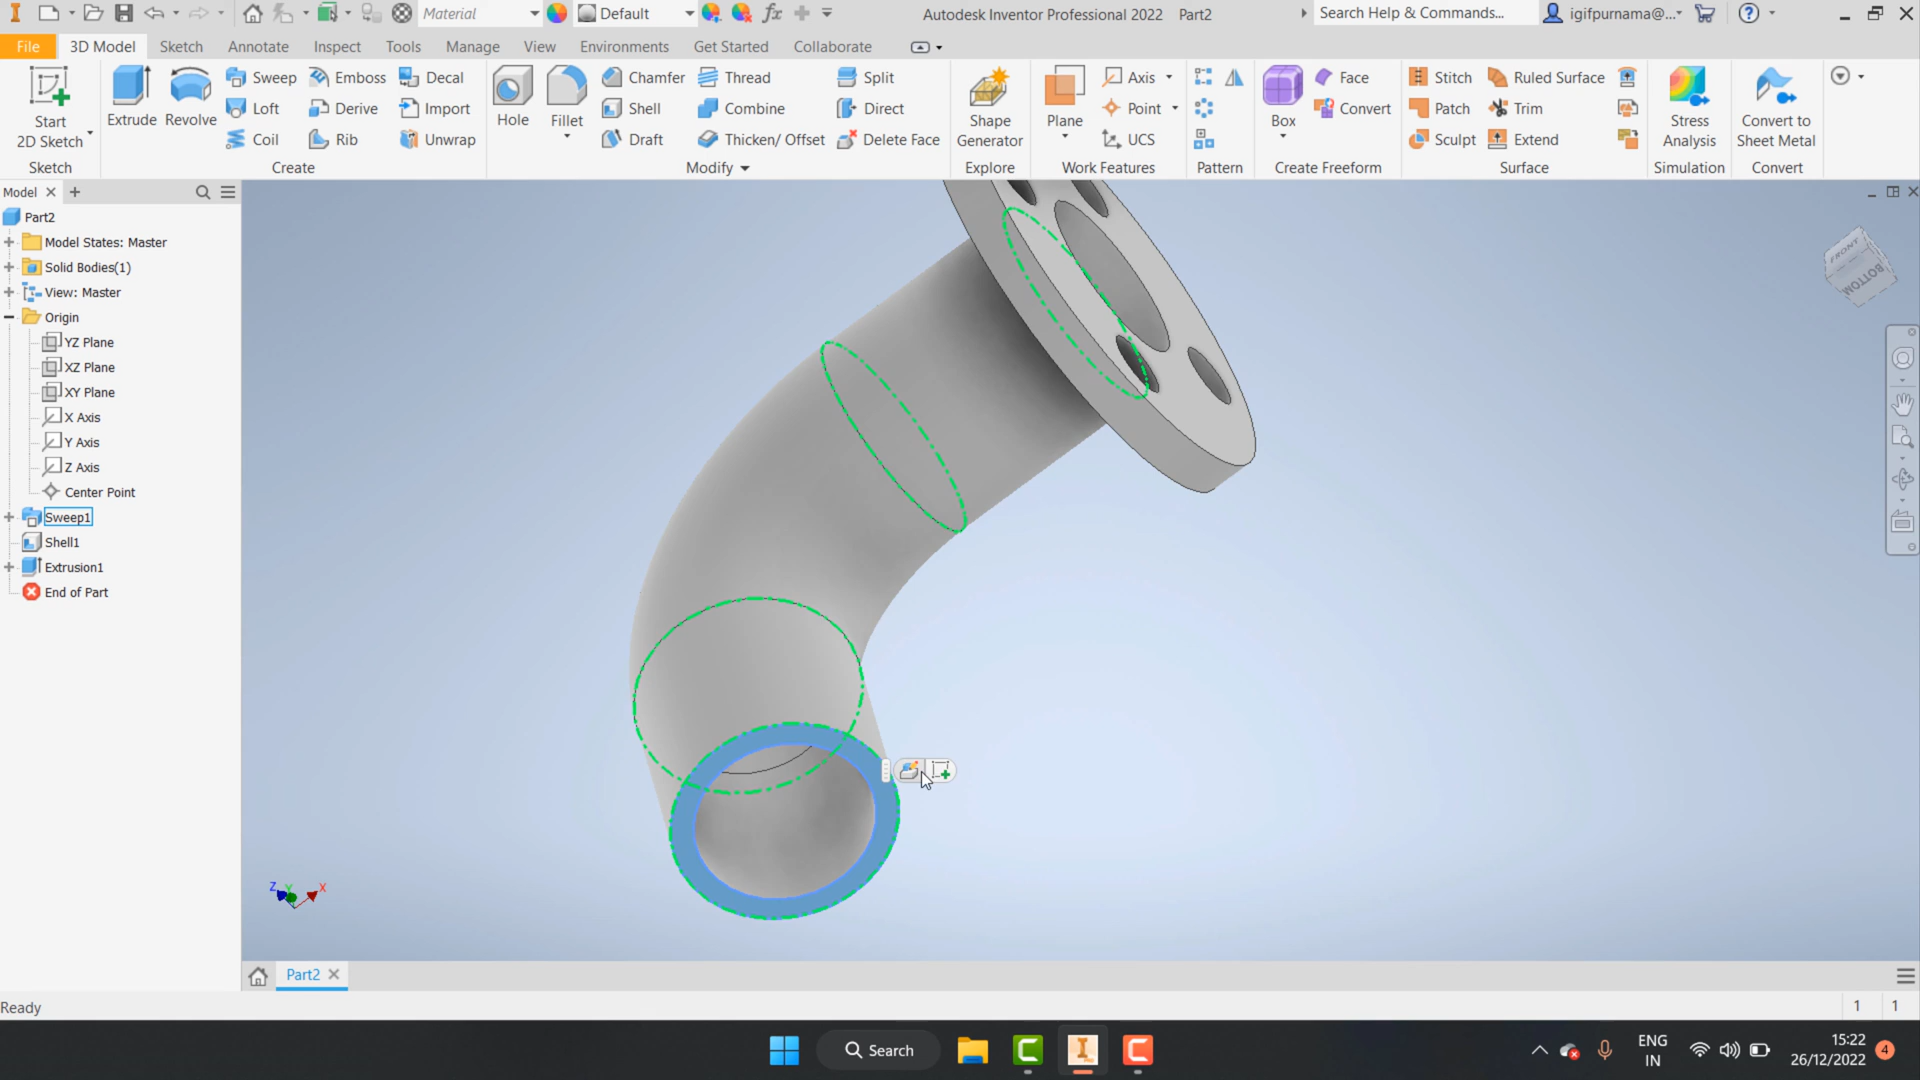 Material
Default
Autodesk Inventor Professional 2022 Part2
Search Help & Commands...
igifpurnama@...
File 3D Model Sketch Annotate Inspect Tools Manage View Environments Get Started Collaborate
Start
2D Sketch
Extrude Revolve
Sweep Emboss Decal
Loft Derive Import
Coil Rib Unwrap
Hole Fillet
Chamfer Thread Split
Shell Combine Direct
Draft Thicken/ Offset Delete Face
Shape
Generator
Plane
Axis
Point
UCS
Box
Face
Convert
Stitch Ruled Surface
Patch Trim
Sculpt Extend
Stress
Analysis
Convert to
Sheet Metal
Sketch Create Modify Explore Work Features Pattern Create Freeform Surface Simulation Convert
Model
Part2
Model States: Master
Solid Bodies(1)
View: Master
Origin
YZ Plane
XZ Plane
XY Plane
X Axis
Y Axis
Z Axis
Center Point
Sweep1
Shell1
Extrusion1
End of Part
FRONT
BOTTOM
Z Y X
Part2
Ready
1 1
Search
ENG
IN
15:22
26/12/2022
4